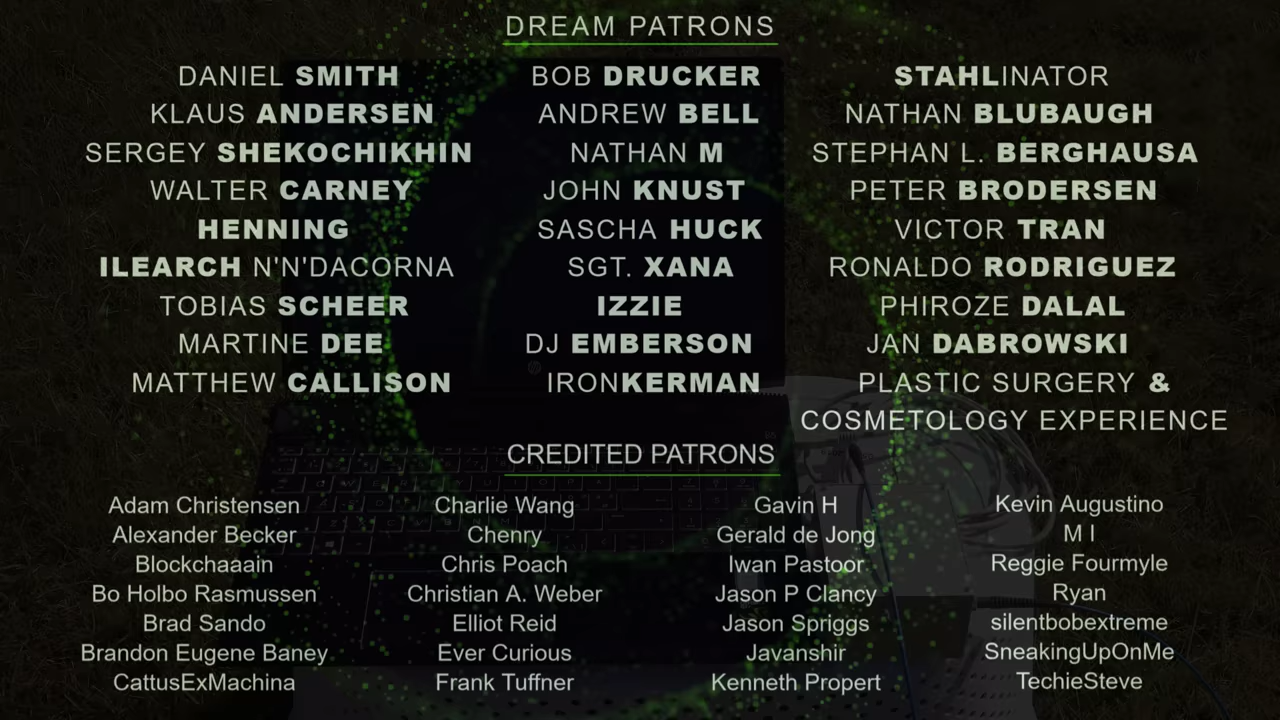 DREAM PATRONS
DANIEL SMITH
KLAUS ANDERSEN
SERGEY SHEKOCHIKHIN
WALTER CARNEY
HENNING
ILEARCH N'N'DACORNA
TOBIAS SCHEER
MARTINE DEE
MATTHEW CALLISON
BOB DRUCKER
ANDREW BELL
NATHAN M
JOHN KNUST
SASCHA HUCK
SGT. XANA
IZZIE
DJ EMBERSON
IRONKERMAN
STAHLINATOR
NATHAN BLUBAUGH
STEPHAN L. BERGHAUSA
PETER BRODERSEN
VICTOR TRAN
RONALDO RODRIGUEZ
PHIROZE DALAL
JAN DABROWSKI
PLASTIC SURGERY &
COSMETOLOGY EXPERIENCE
CREDITED PATRONS
Adam Christensen
Alexander Becker
Blockchaaain
Bo Holbo Rasmussen
Brad Sando
Brandon Eugene Baney
CattusExMachina
Charlie Wang
Chenry
Chris Poach
Christian A. Weber
Elliot Reid
Ever Curious
Frank Tuffner
Gavin H
Gerald de Jong
Iwan Pastoor
Jason P Clancy
Jason Spriggs
Javanshir
Kenneth Propert
Kevin Augustino
M I
Reggie Fourmyle
Ryan
silentbobextreme
SneakingUpOnMe
TechieSteve